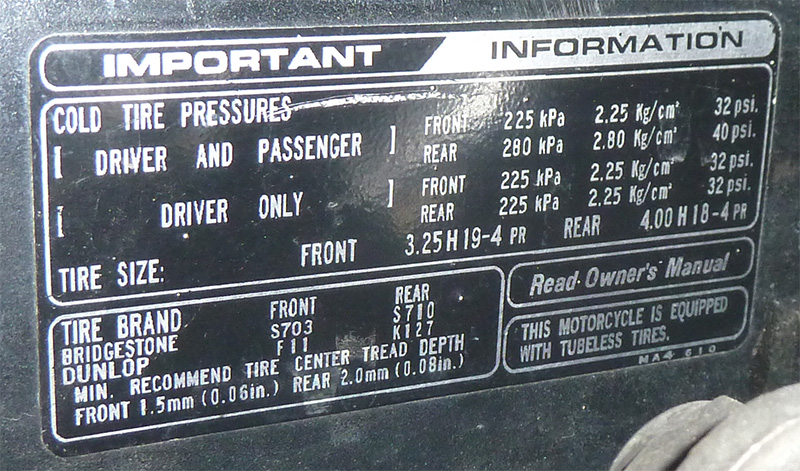 IMPORTANT INFORMATION
COLD TIRE PRESSURES
[ DRIVER AND PASSENGER ] FRONT 225 kPa 2.25 Kg/cm² 32 psi.
REAR 280 kPa 2.80 Kg/cm² 40 psi.
[ DRIVER ONLY ] FRONT 225 kPa 2.25 Kg/cm² 32 psi.
REAR 225 kPa 2.25 Kg/cm² 32 psi.
TIRE SIZE: FRONT 3.25H19-4 PR REAR 4.00H18-4 PR
TIRE BRAND FRONT REAR
BRIDGESTONE S703 S710
DUNLOP F11 K127
MIN. RECOMMEND TIRE CENTER TREAD DEPTH
FRONT 1.5mm (0.06in.) REAR 2.0mm (0.08in.)
Read Owner's Manual
THIS MOTORCYCLE IS EQUIPPED
WITH TUBELESS TIRES.
MA4 610